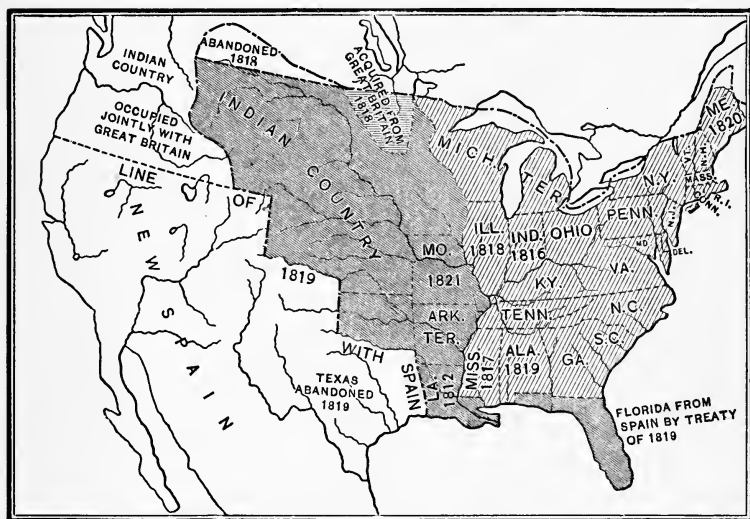 ABANDONED
1818
INDIAN
COUNTRY
ACQUIRED FROM
GREAT BRITAIN
1818
OCCUPIED
JOINTLY WITH
GREAT BRITAIN
INDIAN COUNTRY
LINE OF 1819 WITH SPAIN
NEW SPAIN
TEXAS
ABANDONED
1819
MICH. TER.
ME.
1820
VT.
N.H.
MASS.
R.I.
CONN.
N.Y.
PENN.
N.J.
MD.
DEL.
ILL.
1818
IND.
1816
OHIO
VA.
KY.
MO.
1821
ARK.
TER.
TENN.
N.C.
S.C.
LA.
1812
MISS.
1817
ALA.
1819
GA.
FLORIDA FROM
SPAIN BY TREATY
OF 1819